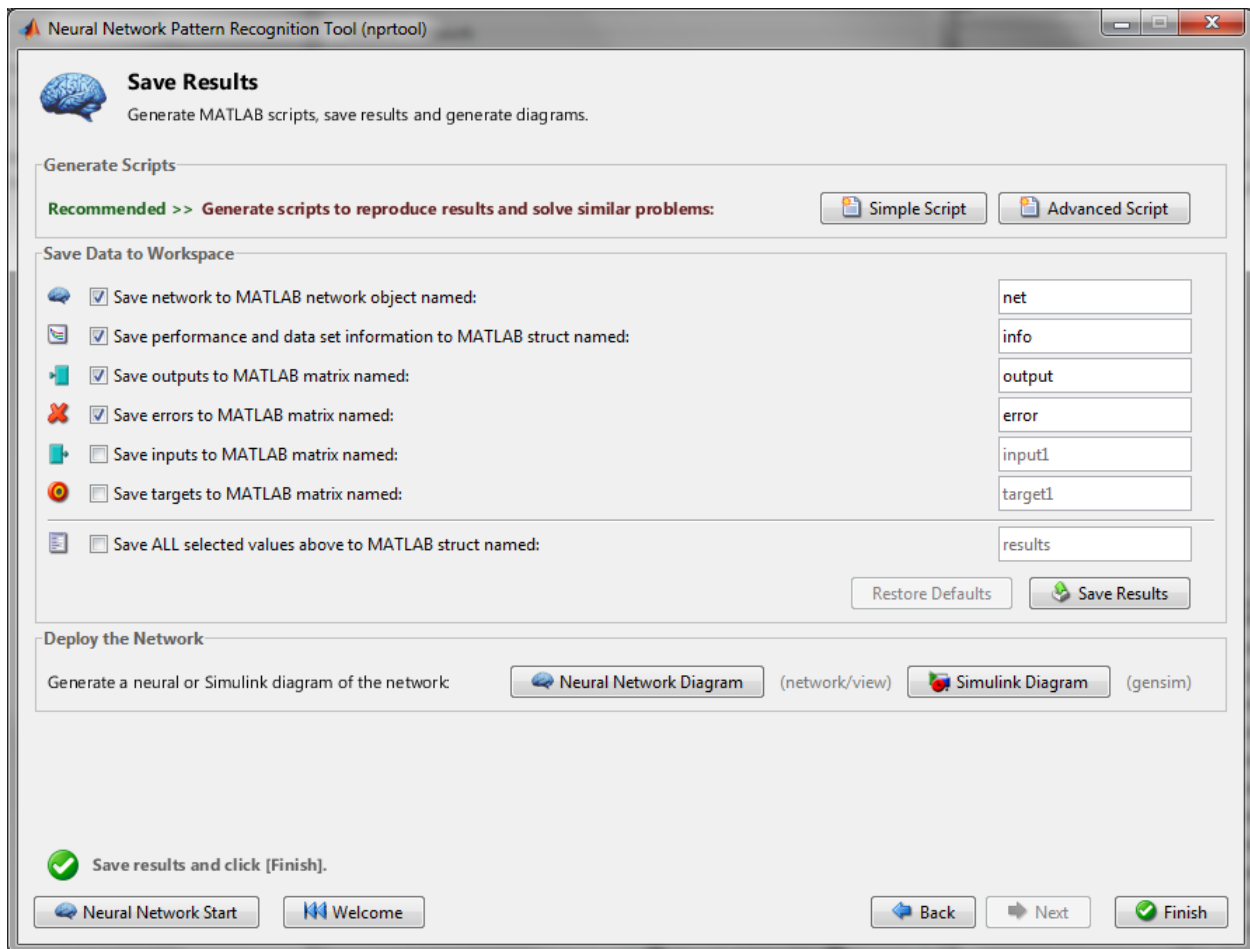 Neural Network Pattern Recognition Tool (nprtool)
Save Results
Generate MATLAB scripts, save results and generate diagrams.
Generate Scripts
Recommended >> Generate scripts to reproduce results and solve similar problems: Simple Script Advanced Script
Save Data to Workspace
Save network to MATLAB network object named: net
Save performance and data set information to MATLAB struct named: info
Save outputs to MATLAB matrix named: output
Save errors to MATLAB matrix named: error
Save inputs to MATLAB matrix named: input1
Save targets to MATLAB matrix named: target1
Save ALL selected values above to MATLAB struct named: results
Restore Defaults Save Results
Deploy the Network
Generate a neural or Simulink diagram of the network: Neural Network Diagram (network/view) Simulink Diagram (gensim)
Save results and click [Finish].
Neural Network Start Welcome Back Next Finish